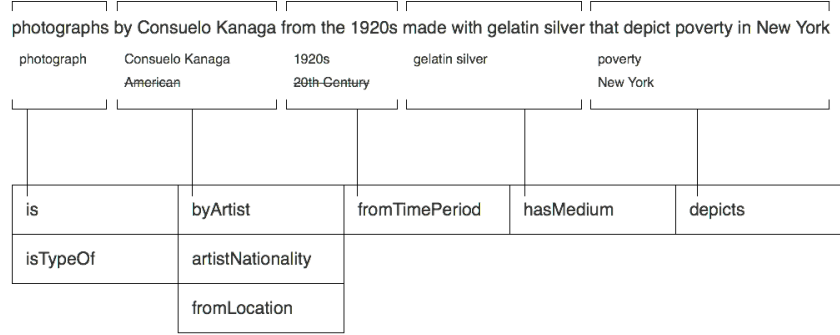 photographs by Consuelo Kanaga from the 1920s made with gelatin silver that depict poverty in New York
photograph Consuelo Kanaga 1920s gelatin silver poverty
American 20th Century New York
is byArtist fromTimePeriod hasMedium depicts
isTypeOf artistNationality
fromLocation